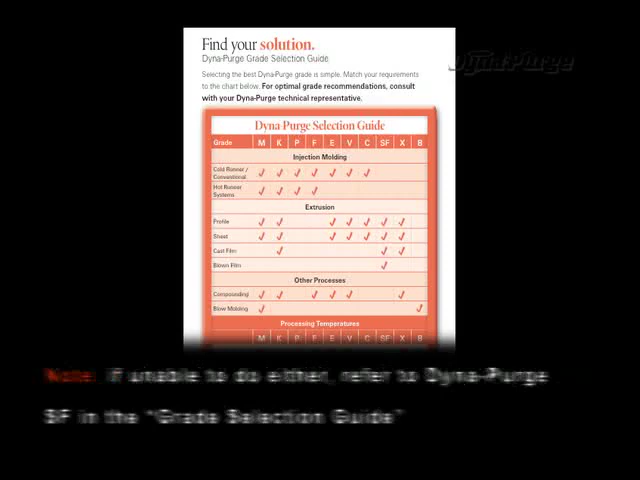 Find your solution.
Dyna-Purge Grade Selection Guide
Dyna-Purge
Selecting the best Dyna-Purge grade is simple. Match your requirements
to the chart below. For optimal grade recommendations, consult
with your Dyna-Purge technical representative.
Dyna-Purge Selection Guide
Grade M K P F E V C SF X B
Injection Molding
Cold Runner /
Conventional ✓ ✓ ✓ ✓ ✓ ✓ ✓
Hot Runner
Systems ✓ ✓ ✓ ✓
Extrusion
Profile ✓ ✓ ✓ ✓ ✓ ✓ ✓
Sheet ✓ ✓ ✓ ✓ ✓ ✓ ✓
Cast Film ✓ ✓ ✓
Blown Film ✓
Other Processes
Compounding ✓ ✓ ✓ ✓ ✓ ✓
Blow Molding ✓ ✓
Processing Temperatures
M K P F E V C SF X B
Note: If unable to do either, refer to Dyna-Purge
SF in the "Grade Selection Guide"